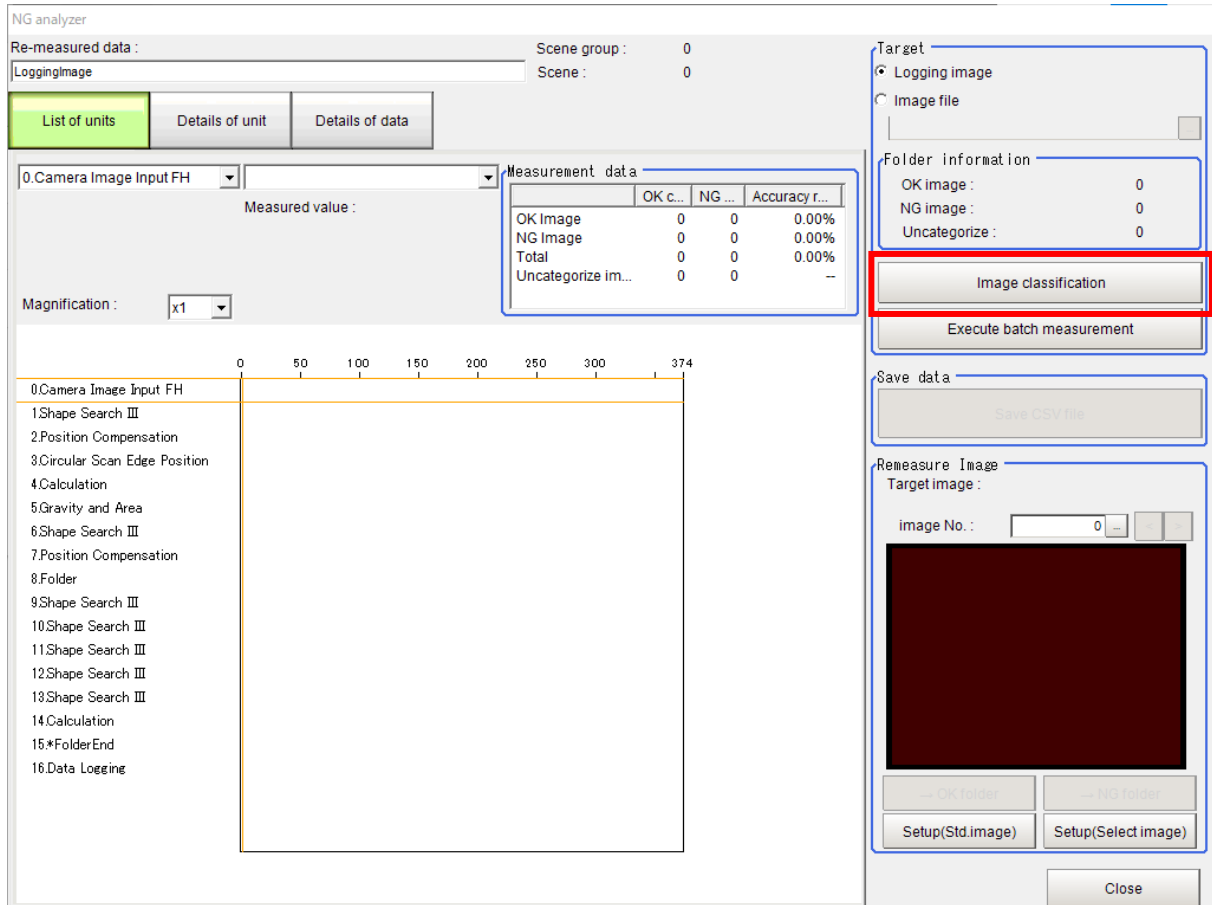 NG analyzer
Re-measured data :
LoggingImage
Scene group : 0
Scene : 0
List of units
Details of unit
Details of data
0.Camera Image Input FH
Measured value :
Magnification :
x1
Measurement data
OK c... NG ... Accuracy r...
OK Image 0 0 0.00%
NG Image 0 0 0.00%
Total 0 0 0.00%
Uncategorize im... 0 0 --
0 50 100 150 200 250 300 374
0.Camera Image Input FH
1.Shape Search Ⅲ
2.Position Compensation
3.Circular Scan Edge Position
4.Calculation
5.Gravity and Area
6.Shape Search Ⅲ
7.Position Compensation
8.Folder
9.Shape Search Ⅲ
10.Shape Search Ⅲ
11.Shape Search Ⅲ
12.Shape Search Ⅲ
13.Shape Search Ⅲ
14.Calculation
15.*FolderEnd
16.Data Logging
Target
Logging image
Image file
Folder information
OK image : 0
NG image : 0
Uncategorize : 0
Image classification
Execute batch measurement
Save data
Save CSV file
Remeasure Image
Target image :
image No. : 0 ... < >
→ OK folder
→ NG folder
Setup(Std.image)
Setup(Select image)
Close